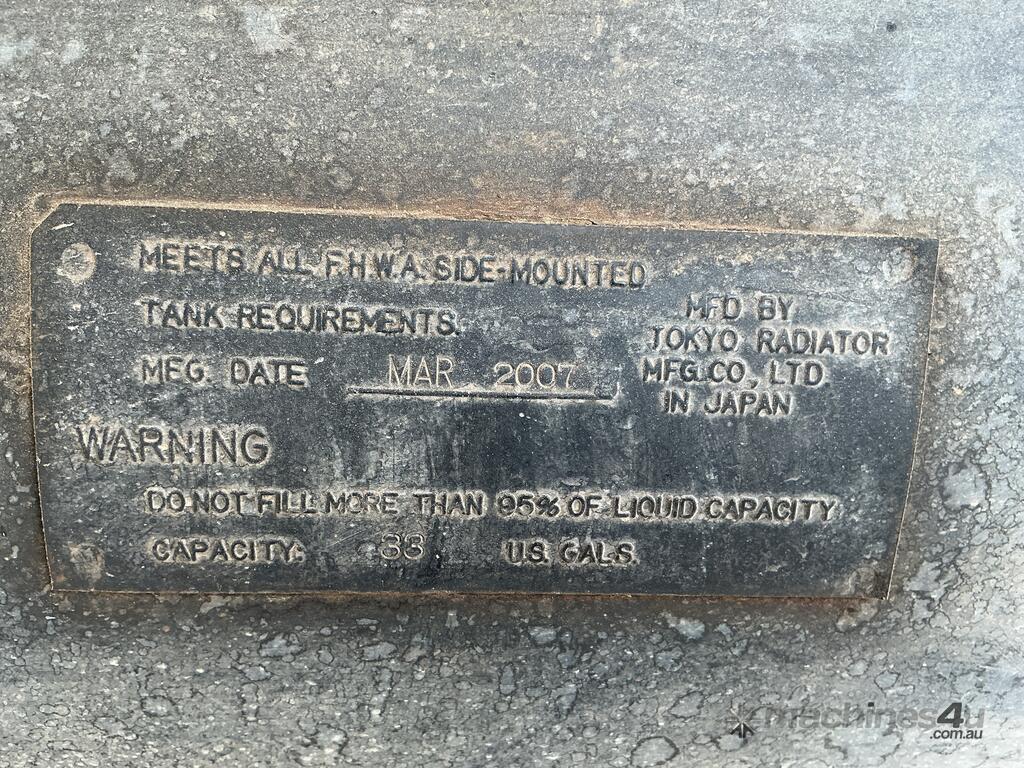 MEETS ALL F.H.W.A. SIDE-MOUNTED
TANK REQUIREMENTS.
MFG. DATE MAR 2007
MFD BY
TOKYO RADIATOR
MFG.CO., LTD.
IN JAPAN
WARNING
DO NOT FILL MORE THAN 95% OF LIQUID CAPACITY
CAPACITY: 33 U.S. GALS.
machines4u
.com.au